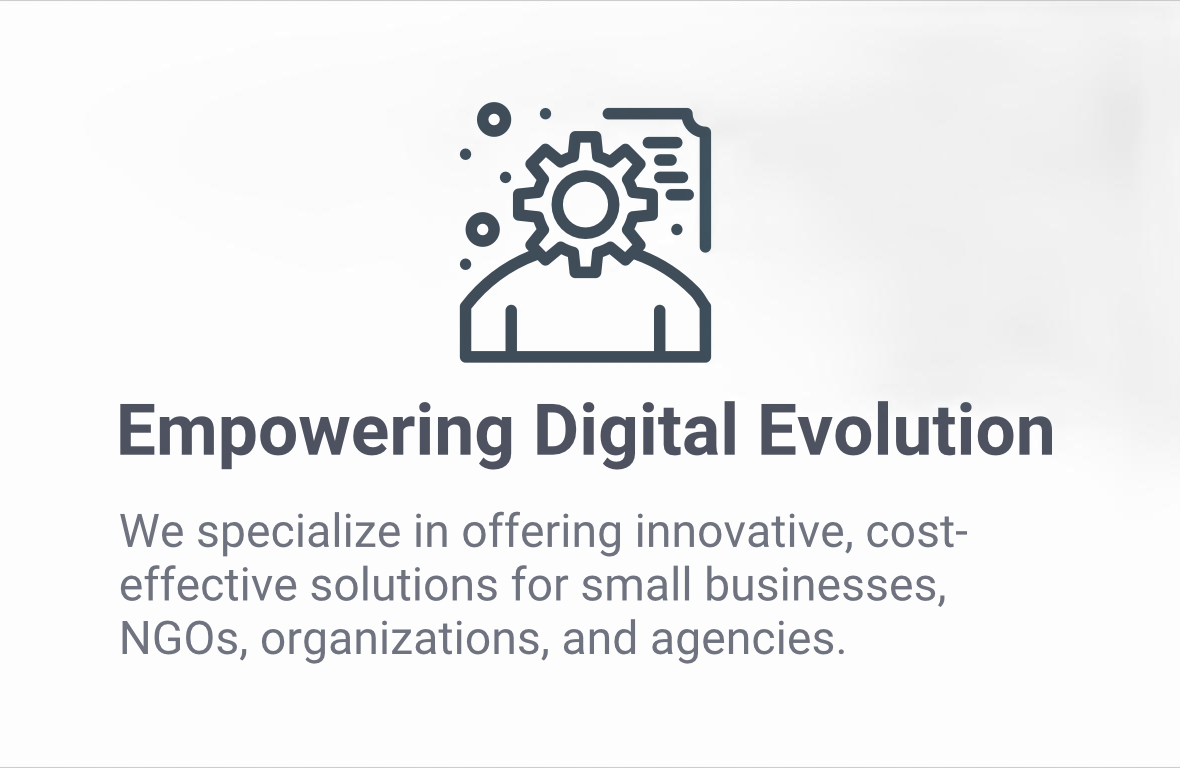 Empowering Digital Evolution
We specialize in offering innovative, cost-
effective solutions for small businesses,
NGOs, organizations, and agencies.